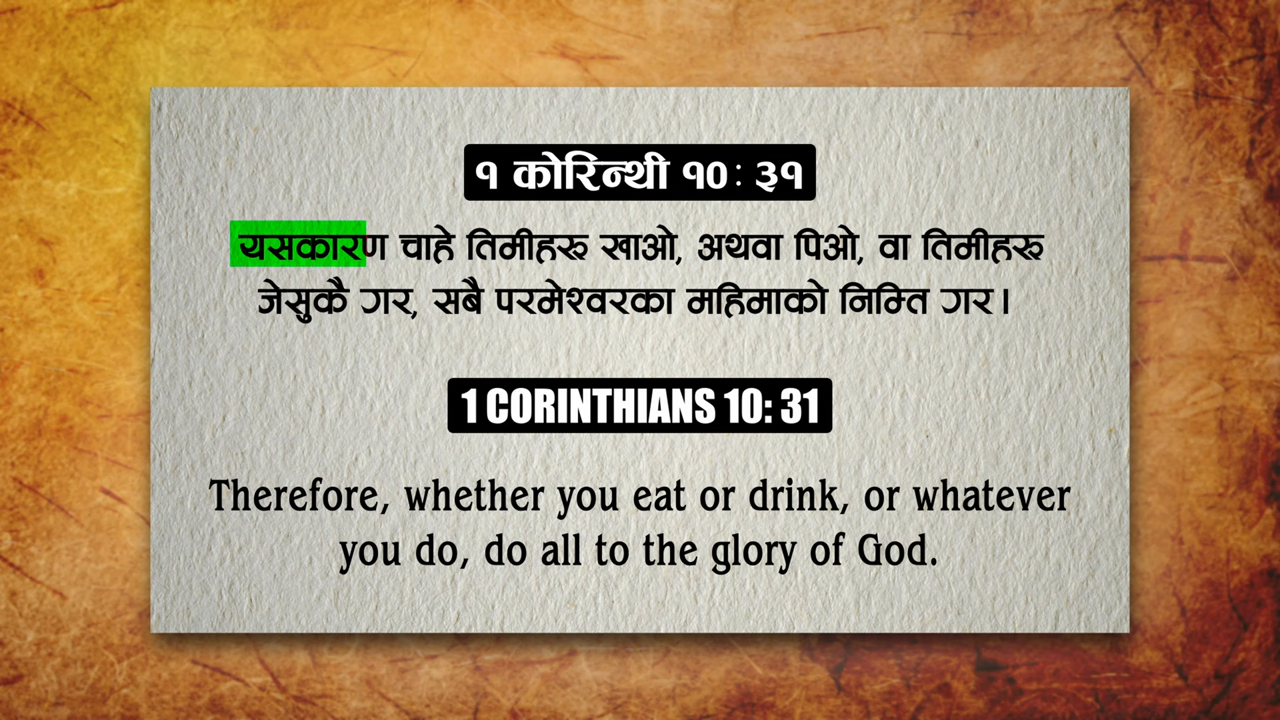 १ कोरिन्थी १०: ३१
यसकारण चाहे तिमीहरू खाओ, अथवा पिओ, वा तिमीहरू
जेसुकै गर, सबै परमेश्वरका महिमाको निम्ति गर।
1 CORINTHIANS 10: 31
Therefore, whether you eat or drink, or whatever
you do, do all to the glory of God.